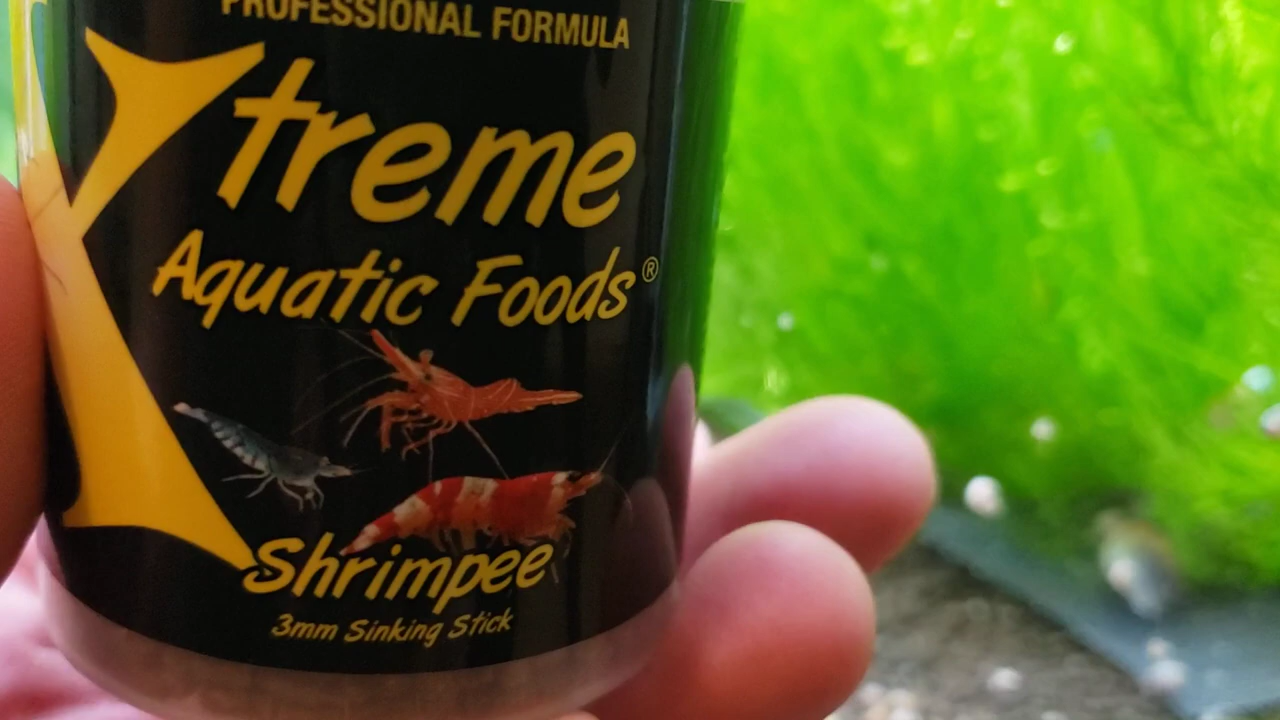 PROFESSIONAL FORMULA
Xtreme
Aquatic Foods®
Shrimpee
3mm Sinking Stick